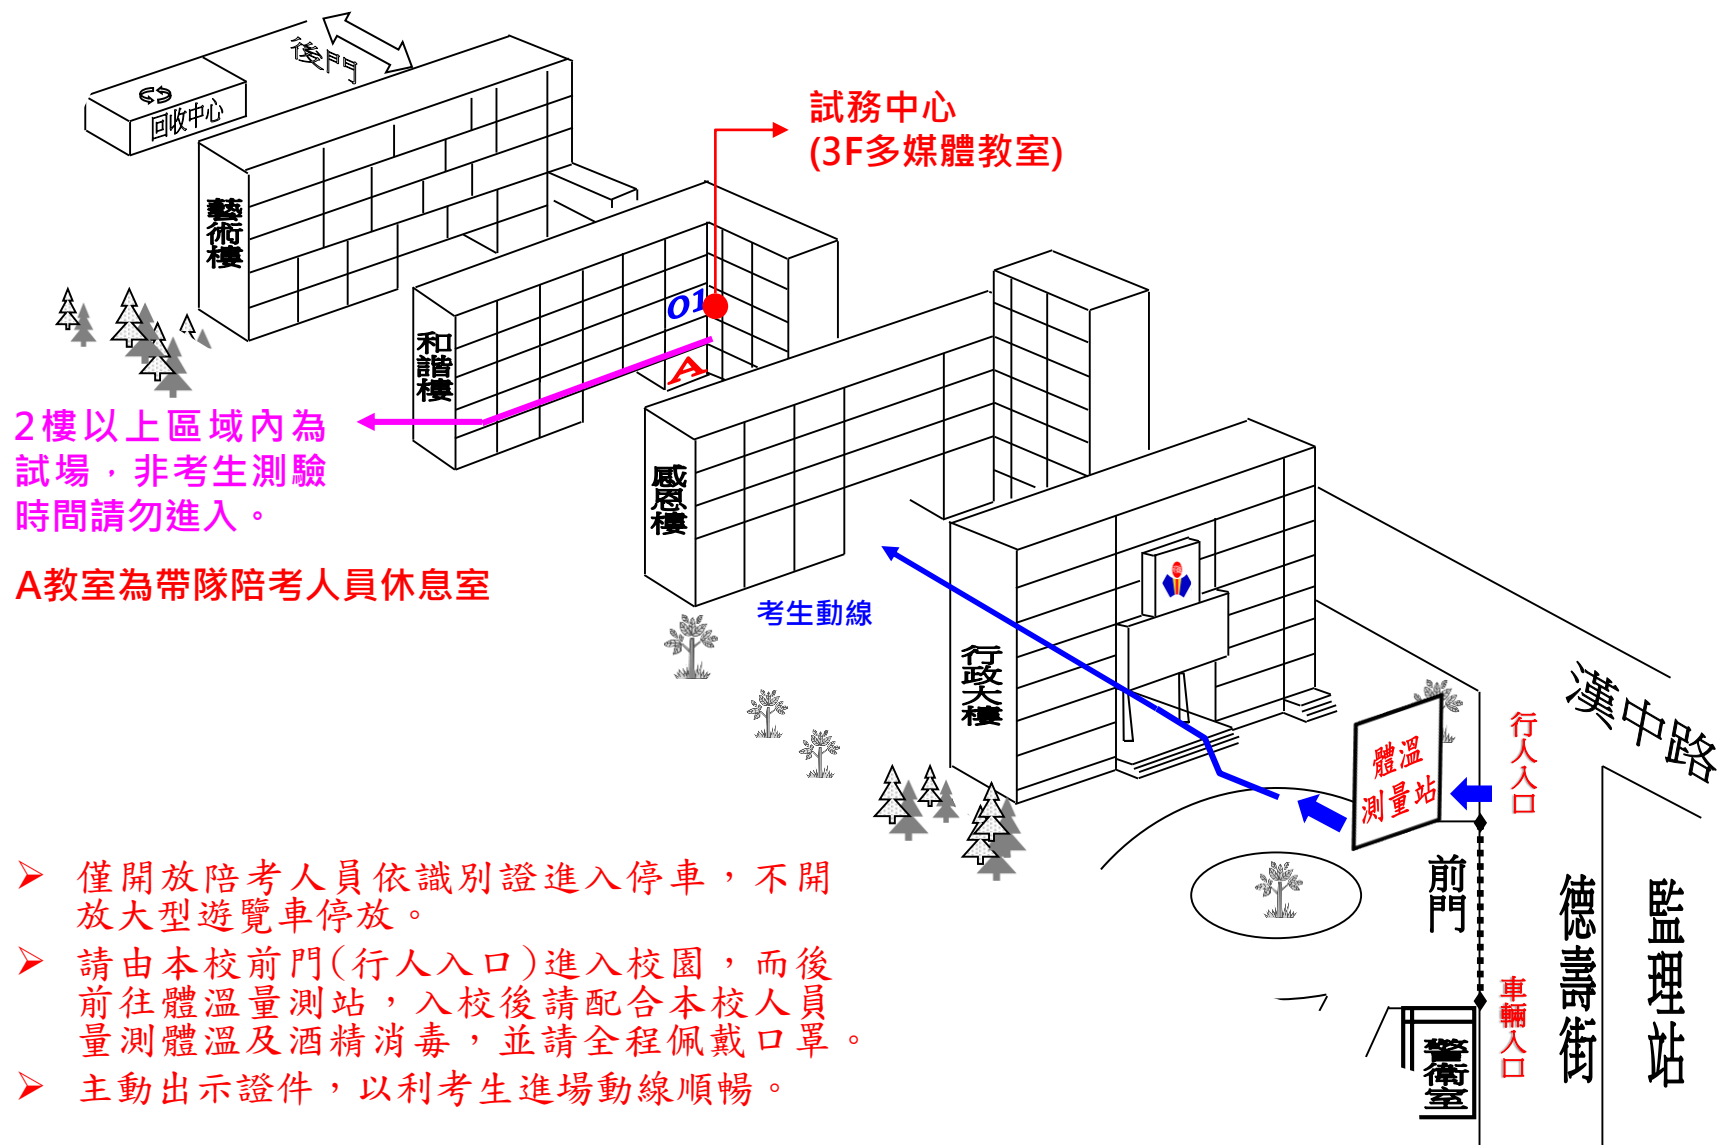 後門
回收中心
試務中心
(3F多媒體教室)
藝術樓
01
和諧樓
A
2樓以上區域內為
試場，非考生測驗
時間請勿進入。
感恩樓
A教室為帶隊陪考人員休息室
考生動線
行政大樓
漢中路
行人入口
體溫
測量站
前門
德壽街
監理站
車輛入口
警衛室
➢ 僅開放陪考人員依識別證進入停車，不開
放大型遊覽車停放。
➢ 請由本校前門(行人入口)進入校園，而後
前往體溫量測站，入校後請配合本校人員
量測體溫及酒精消毒，並請全程佩戴口罩。
➢ 主動出示證件，以利考生進場動線順暢。